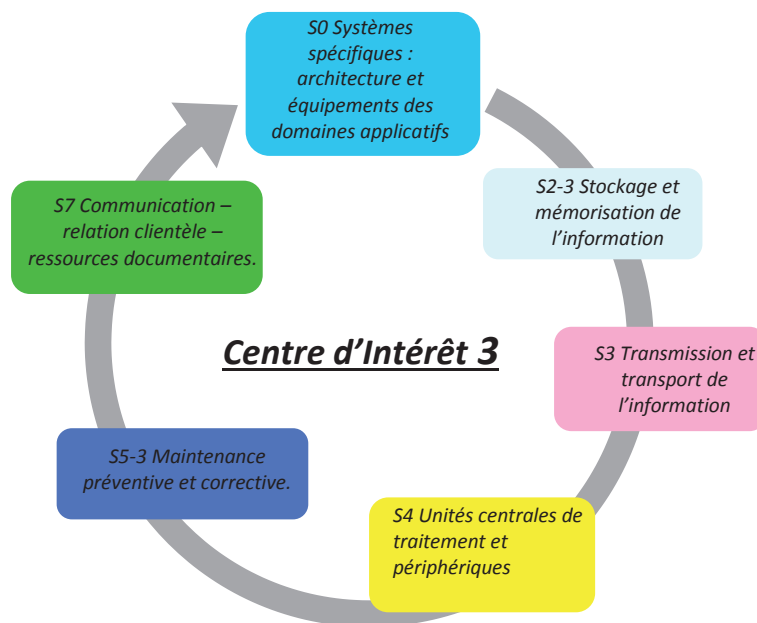 S0 Systèmes
spécifiques :
architecture et
équipements des
domaines applicatifs
S2-3 Stockage et
mémorisation de
l’information
S3 Transmission et
transport de
l’information
S4 Unités centrales de
traitement et
périphériques
S5-3 Maintenance
préventive et corrective.
S7 Communication –
relation clientèle –
ressources documentaires.
Centre d’Intérêt 3